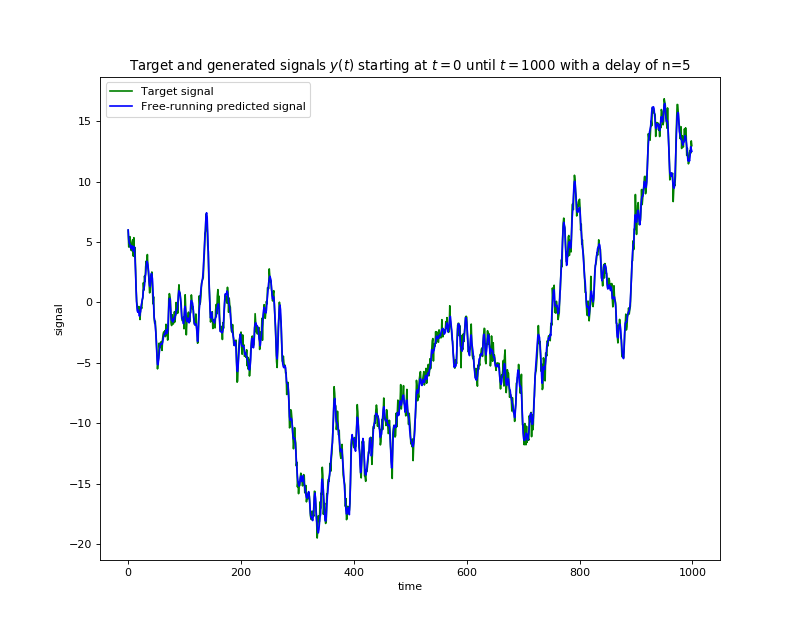 Target and generated signals y(t) starting at t = 0 until t = 1000 with a delay of n=5
Target signal
Free-running predicted signal
signal
15
10
5
0
−5
−10
−15
−20
0 200 400 600 800 1000
time